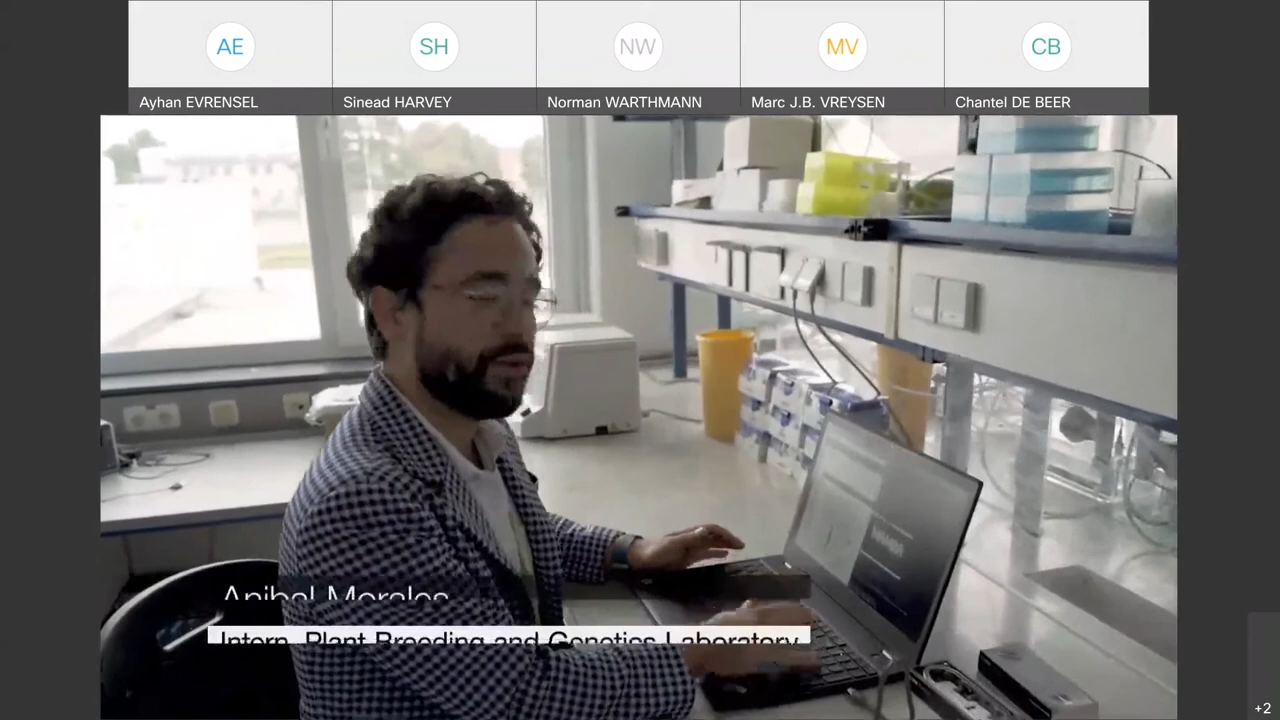 AE
SH
NW
MV
CB
Ayhan EVRENSEL
Sinead HARVEY
Norman WARTHMANN
Marc J.B. VREYSEN
Chantel DE BEER
Anibal Morales
Intern, Plant Breeding and Genetics Laboratory
+2